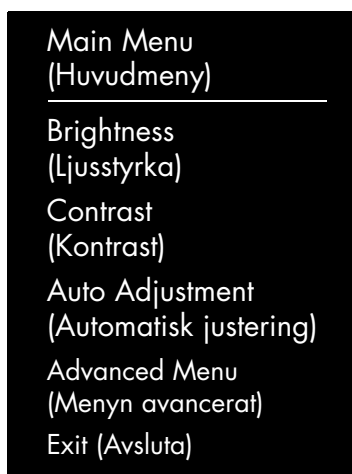 Main Menu
(Huvudmeny)
Brightness
(Ljusstyrka)
Contrast
(Kontrast)
Auto Adjustment
(Automatisk justering)
Advanced Menu
(Menyn avancerat)
Exit (Avsluta)